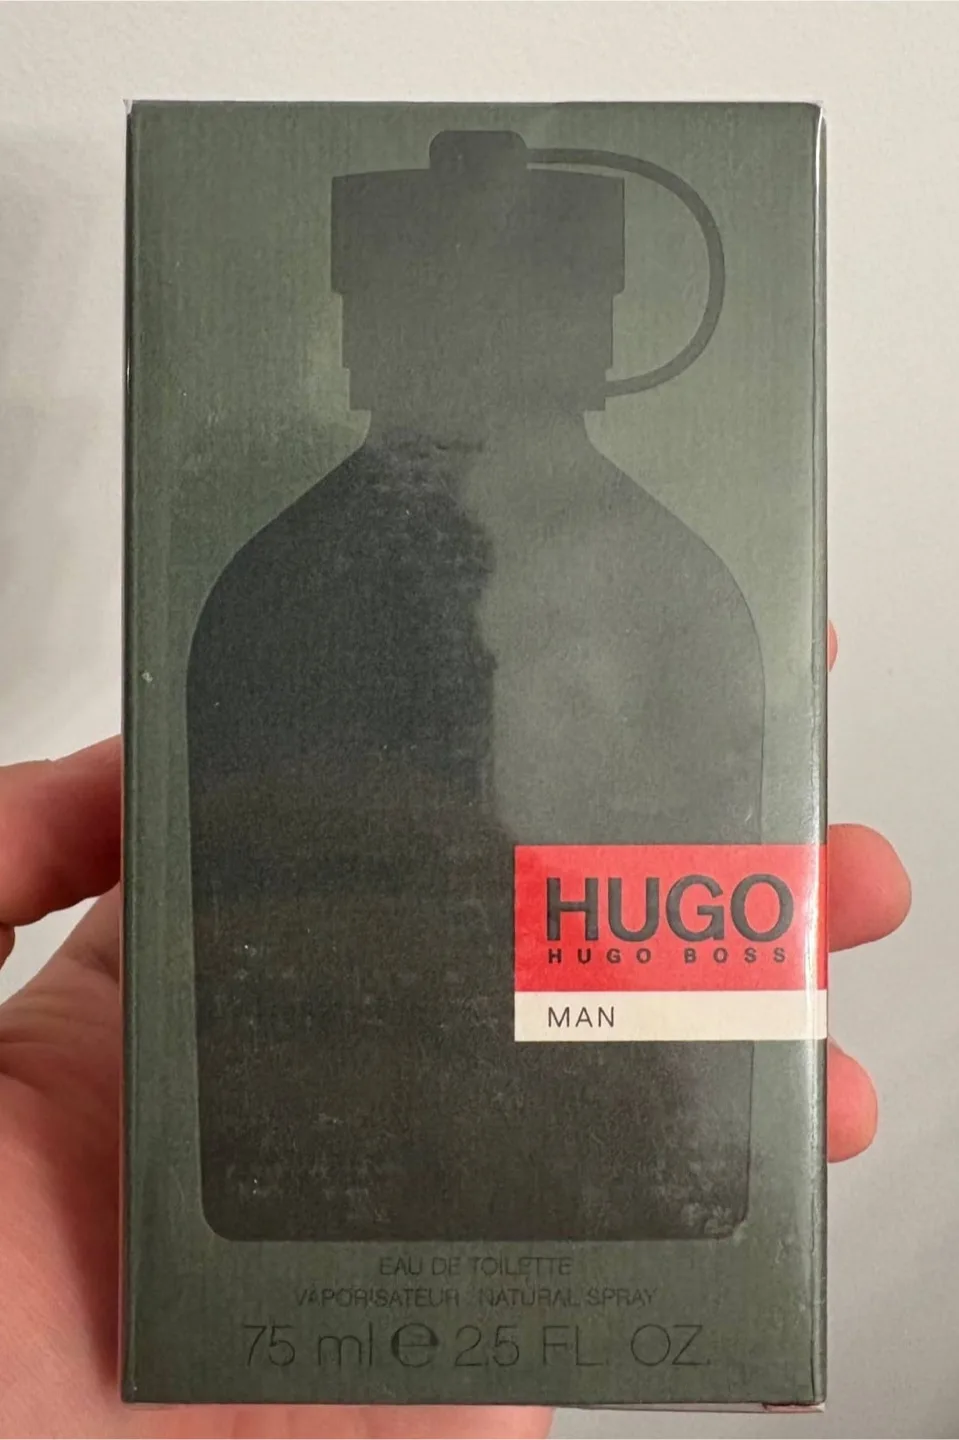 HUGO
HUGO BOSS
MAN
EAU DE TOILETTE
VAPORISATEUR . NATURAL SPRAY
75 ml ℮ 2.5 FL. OZ.